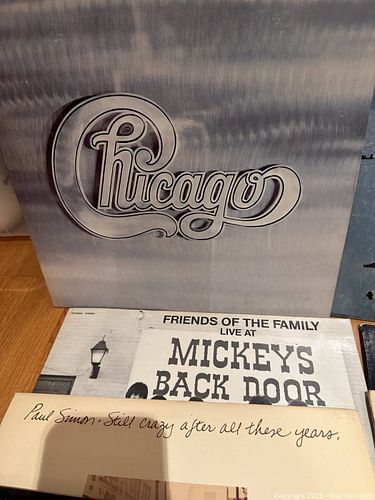 Chicago
FRIENDS OF THE FAMILY
LIVE AT
MICKEY'S
BACK DOOR
Paul Simon · Still crazy after all these years.